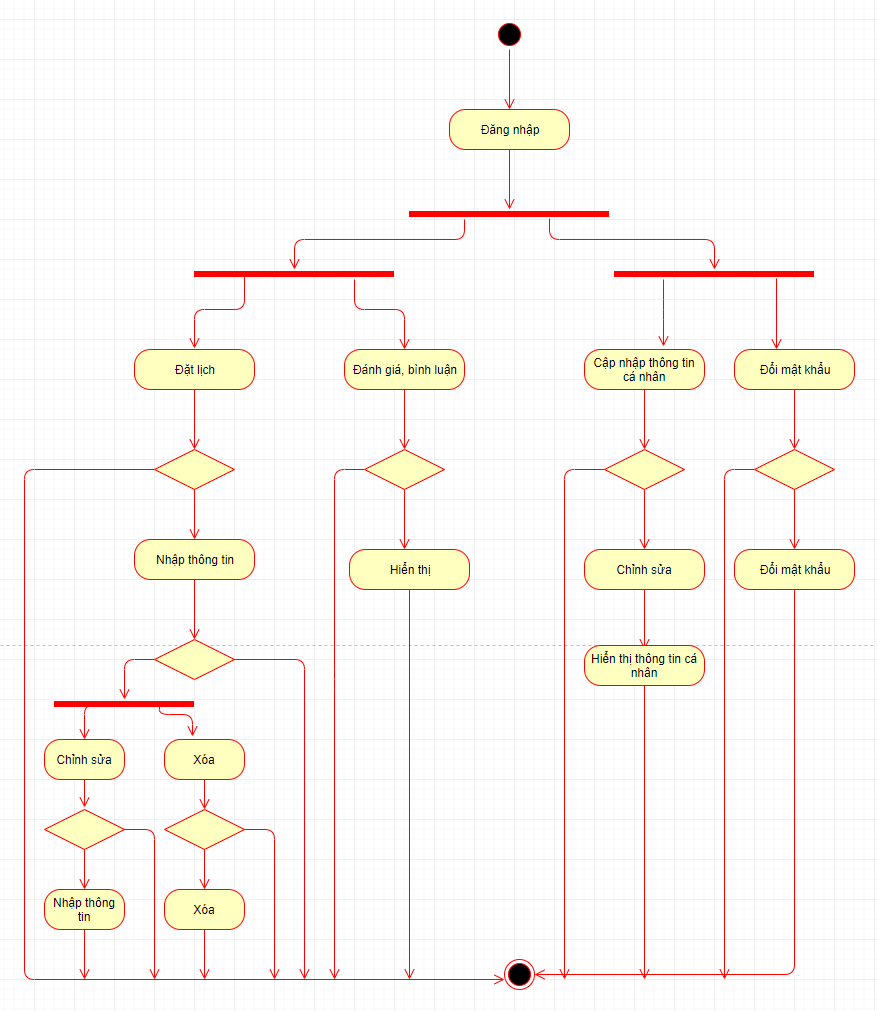 Đăng nhập
Đặt lịch
Đánh giá, bình luận
Cập nhập thông tin
cá nhân
Đổi mật khẩu
Nhập thông tin
Hiển thị
Chỉnh sửa
Đổi mật khẩu
Hiển thị thông tin cá
nhân
Chỉnh sửa
Xóa
Nhập thông
tin
Xóa